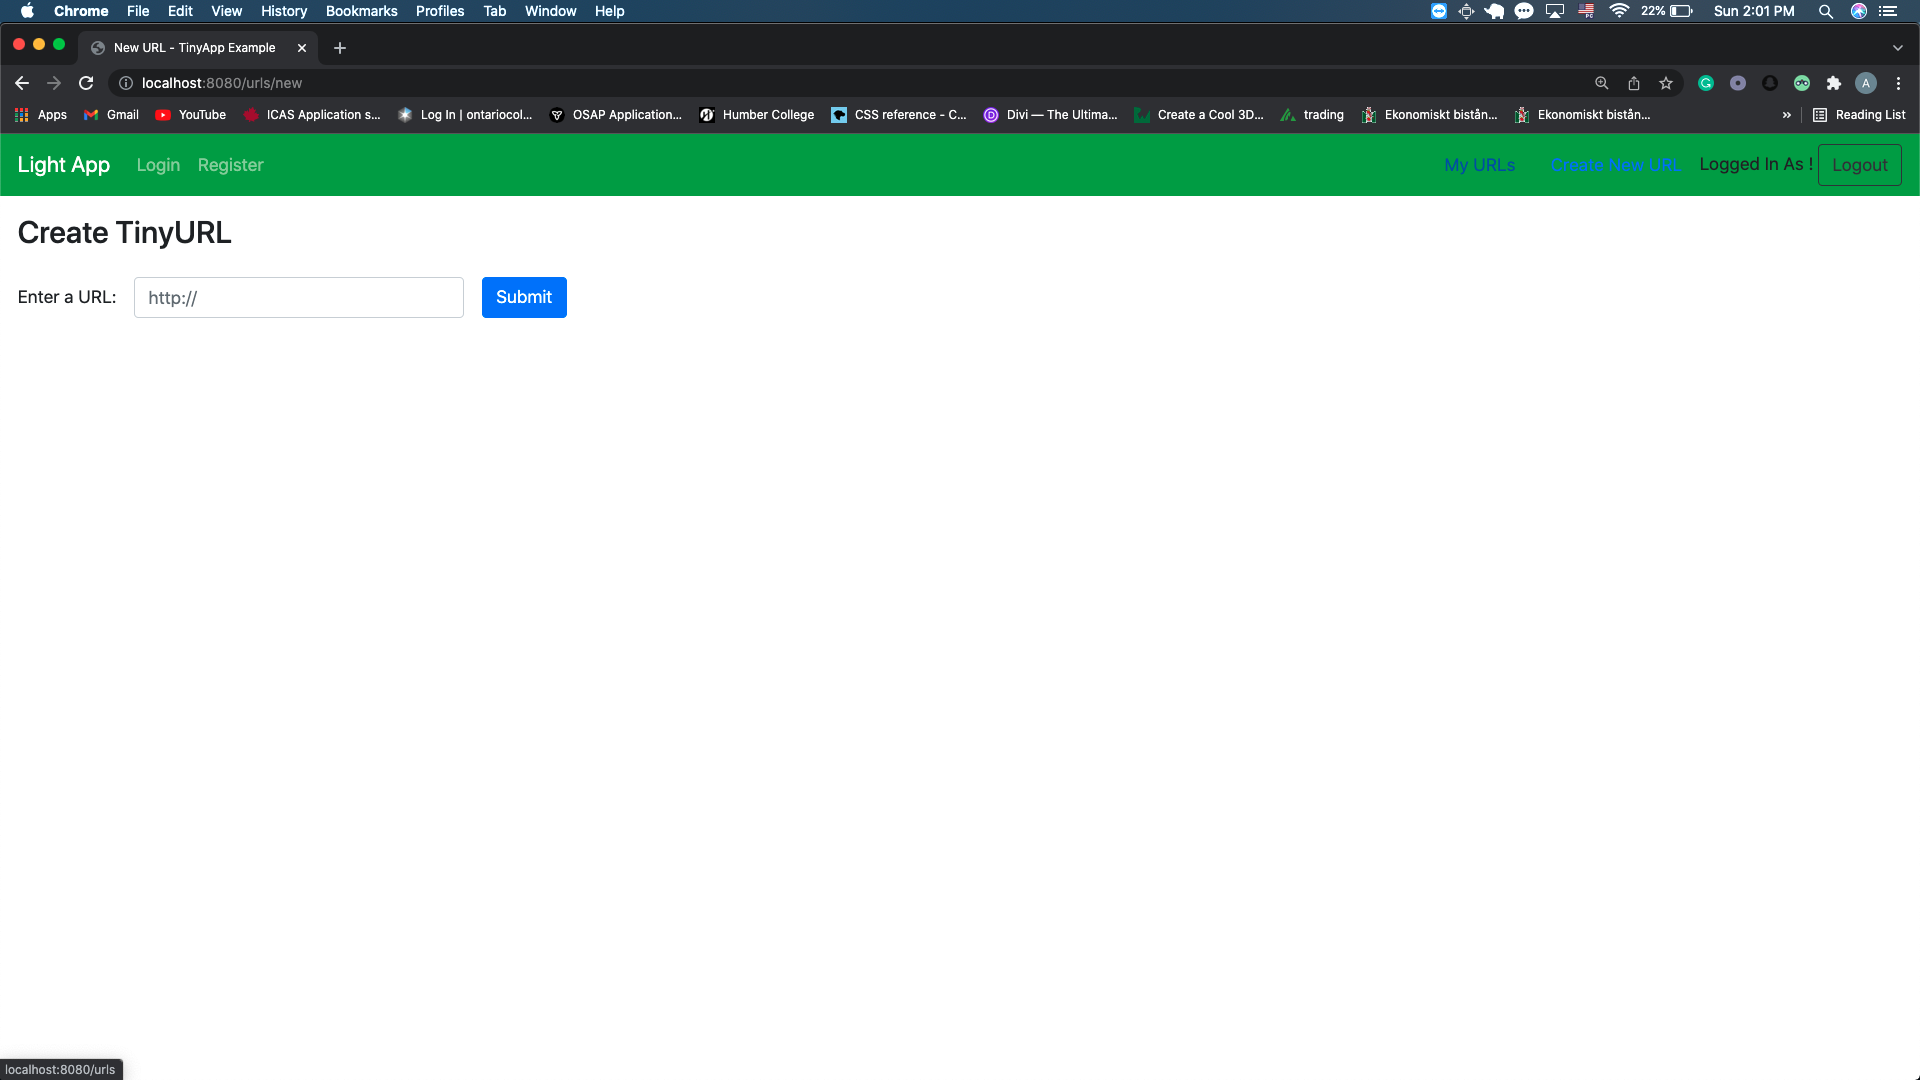 Chrome File Edit View History Bookmarks Profiles Tab Window Help 22% Sun 2:01 PM
New URL - TinyApp Example
localhost:8080/urls/new A
Apps Gmail YouTube ICAS Application s... Log In | ontariocol... OSAP Application... Humber College CSS reference - C... Divi — The Ultima... Create a Cool 3D... trading Ekonomiskt bistån... Ekonomiskt bistån... » Reading List
Light App Login Register My URLs Create New URL Logged In As ! Logout
Create TinyURL
Enter a URL: http:// Submit
localhost:8080/urls